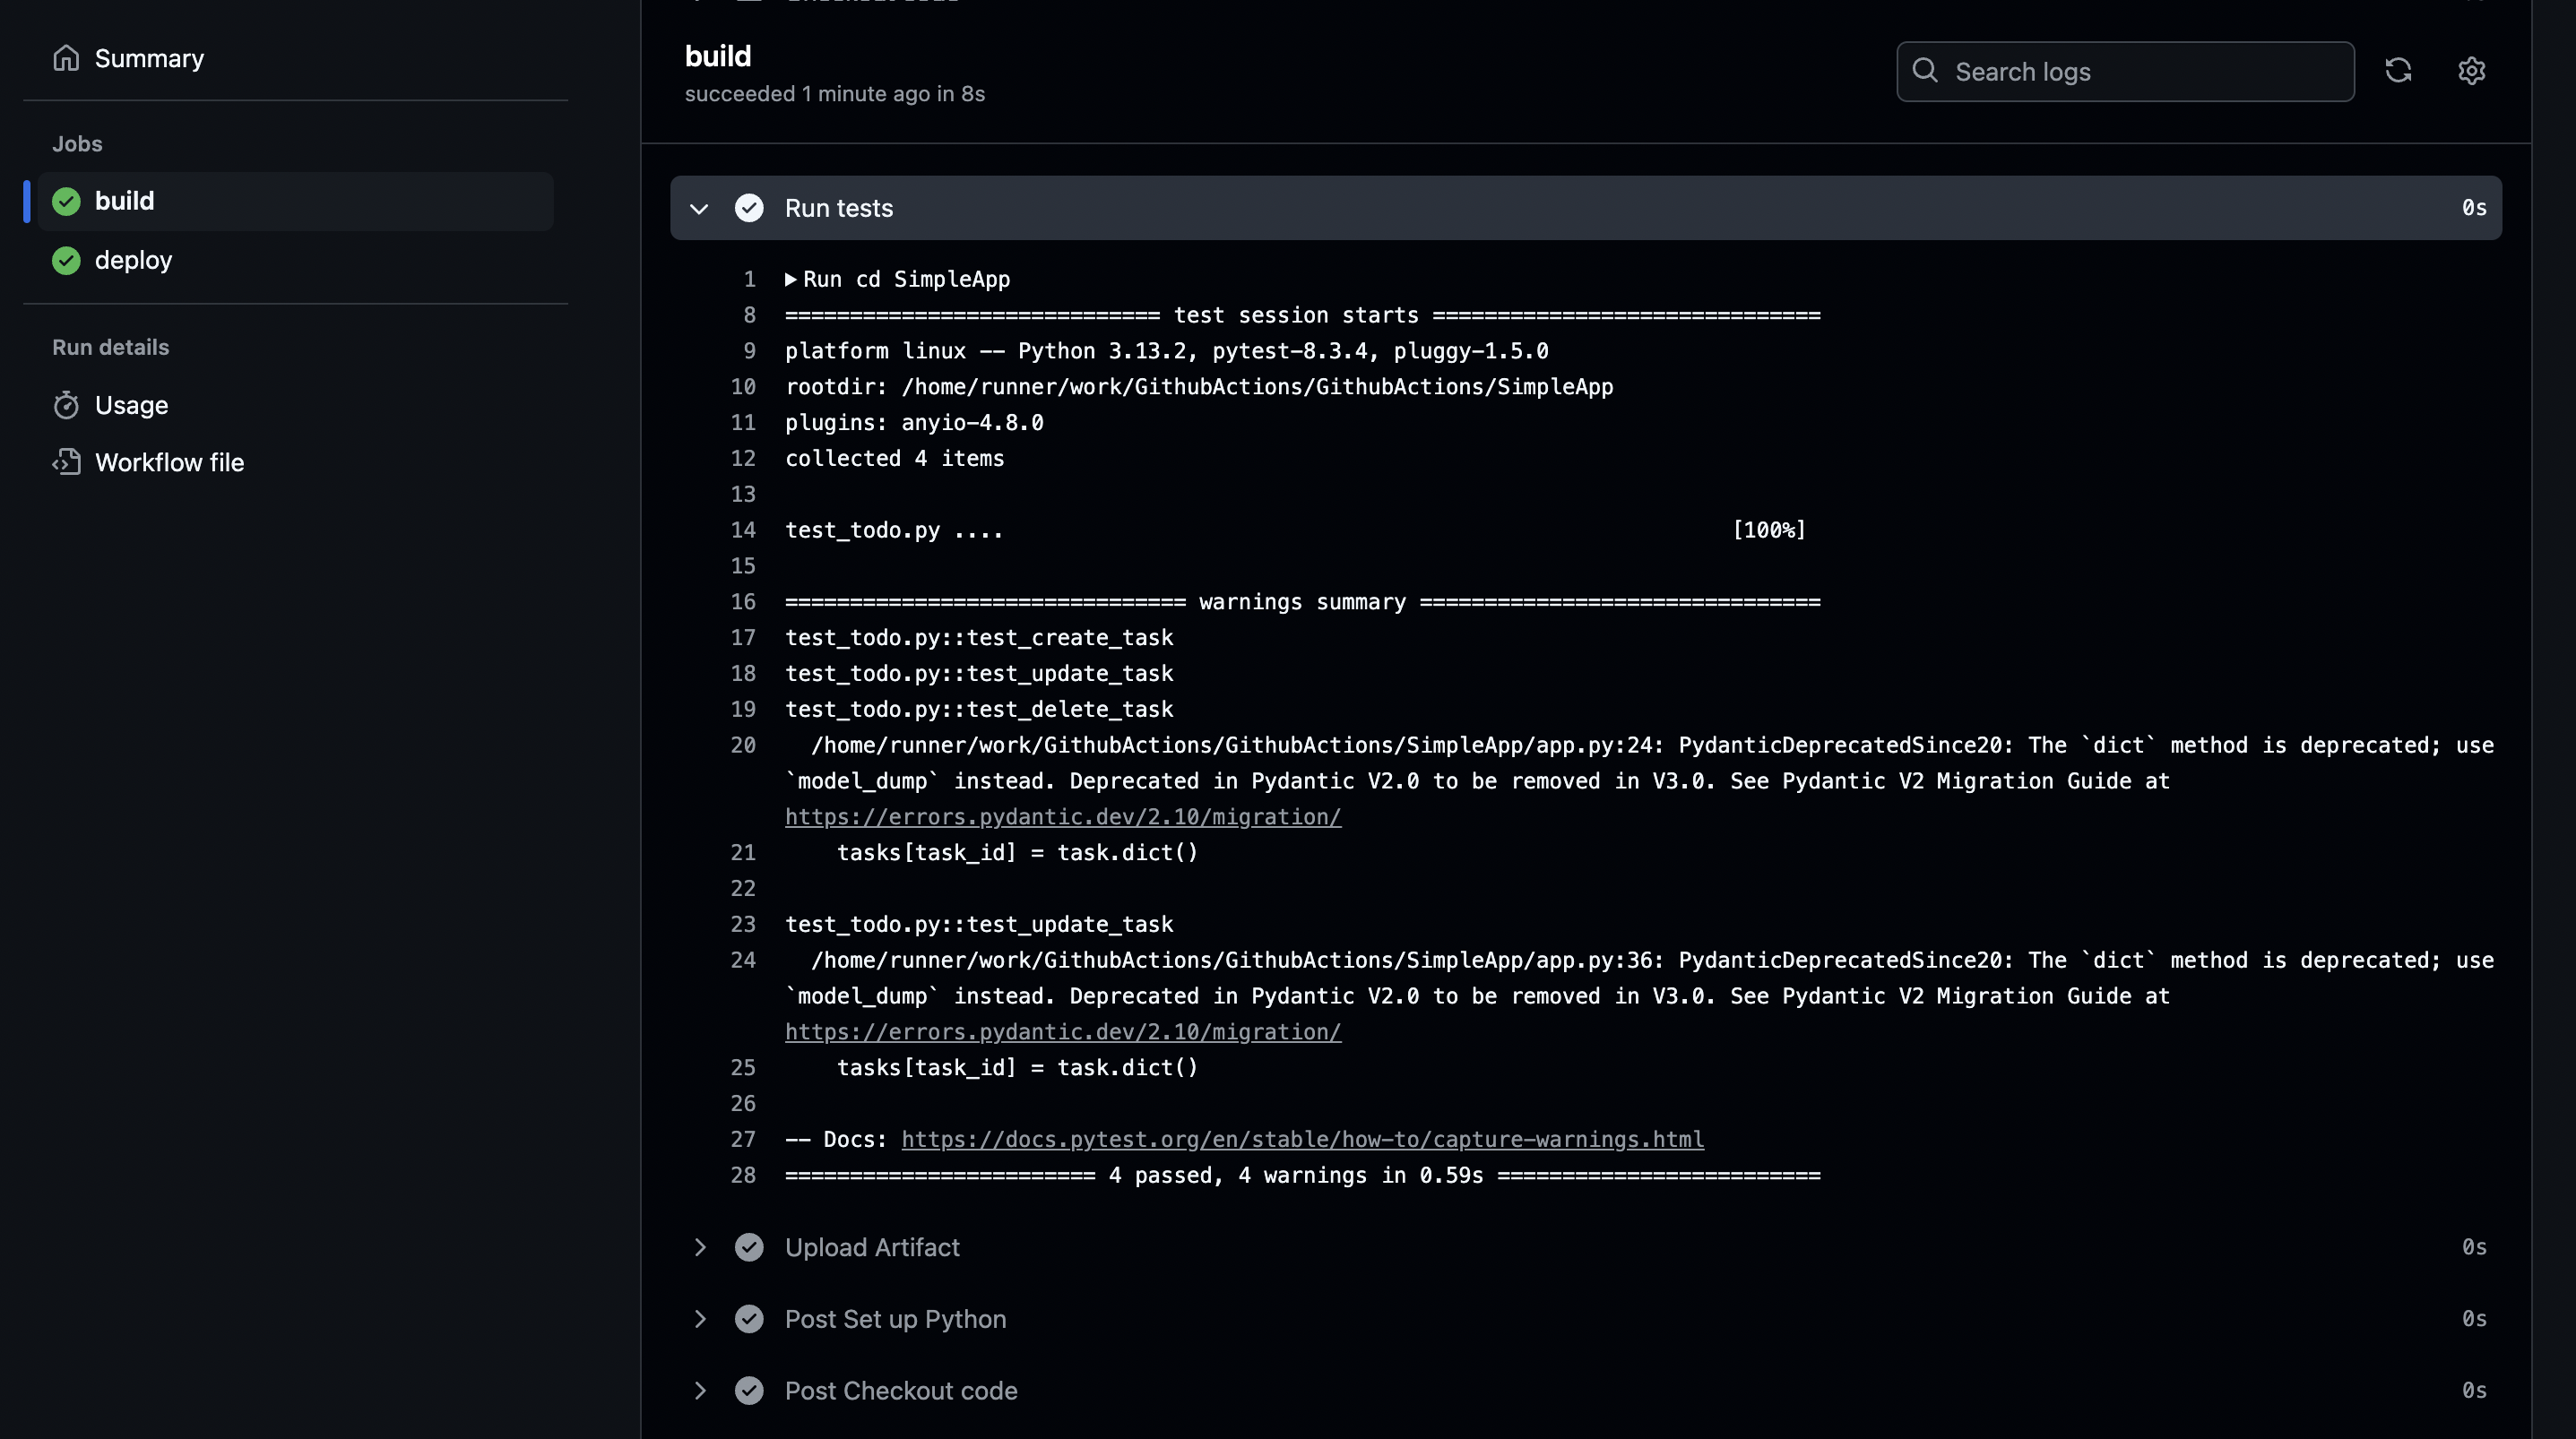 Summary
Jobs
build
deploy
Run details
Usage
Workflow file
build
succeeded 1 minute ago in 8s
Search logs
Run tests 0s
1 Run cd SimpleApp
8 ============================= test session starts ==============================
9 platform linux -- Python 3.13.2, pytest-8.3.4, pluggy-1.5.0
10 rootdir: /home/runner/work/GithubActions/GithubActions/SimpleApp
11 plugins: anyio-4.8.0
12 collected 4 items
13
14 test_todo.py .... [100%]
15
16 =============================== warnings summary ===============================
17 test_todo.py::test_create_task
18 test_todo.py::test_update_task
19 test_todo.py::test_delete_task
20 /home/runner/work/GithubActions/GithubActions/SimpleApp/app.py:24: PydanticDeprecatedSince20: The `dict` method is deprecated; use
`model_dump` instead. Deprecated in Pydantic V2.0 to be removed in V3.0. See Pydantic V2 Migration Guide at
https://errors.pydantic.dev/2.10/migration/
21 tasks[task_id] = task.dict()
22
23 test_todo.py::test_update_task
24 /home/runner/work/GithubActions/GithubActions/SimpleApp/app.py:36: PydanticDeprecatedSince20: The `dict` method is deprecated; use
`model_dump` instead. Deprecated in Pydantic V2.0 to be removed in V3.0. See Pydantic V2 Migration Guide at
https://errors.pydantic.dev/2.10/migration/
25 tasks[task_id] = task.dict()
26
27 -- Docs: https://docs.pytest.org/en/stable/how-to/capture-warnings.html
28 ======================== 4 passed, 4 warnings in 0.59s =========================
Upload Artifact 0s
Post Set up Python 0s
Post Checkout code 0s